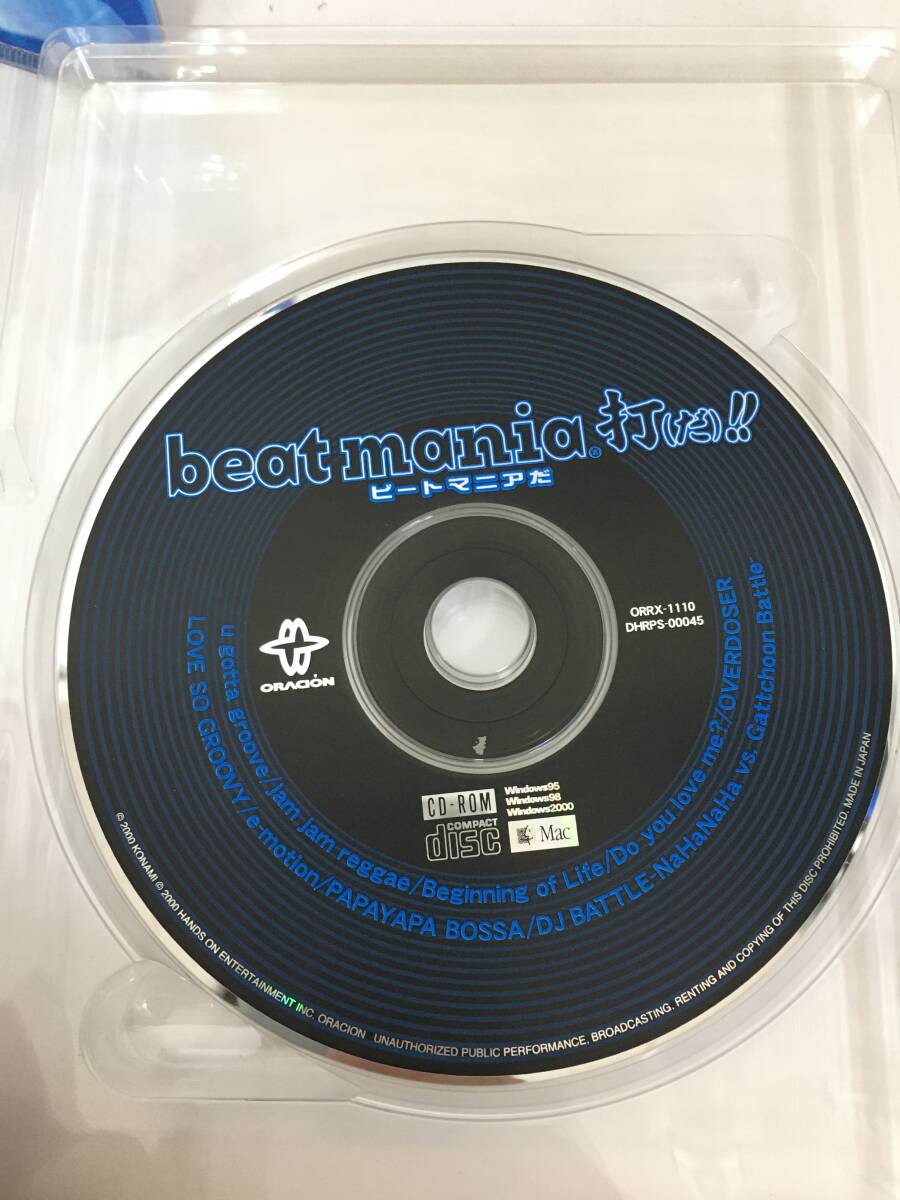 beatmania® 打(だ)!!
ビートマニアだ
ORRX-1110
DHRPS-00045
ORACIÓN
CD-ROM
COMPACT
disc
Windows95
Windows98
Windows2000
Mac
u gotta groove/jam jam reggae/Beginning of Life/Do you love me?/OVERDOSER
LOVE SO GROOVY/e-motion/PAPAYAPA BOSSA/DJ BATTLE-NaHaNaHa vs. Gattchoon Battle-
℗ 2000 KONAMI © 2000 HANDS ON ENTERTAINMENT INC. ORACION UNAUTHORIZED PUBLIC PERFORMANCE. BROADCASTING. RENTING AND COPYING OF THIS DISC PROHIBITED. MADE IN JAPAN